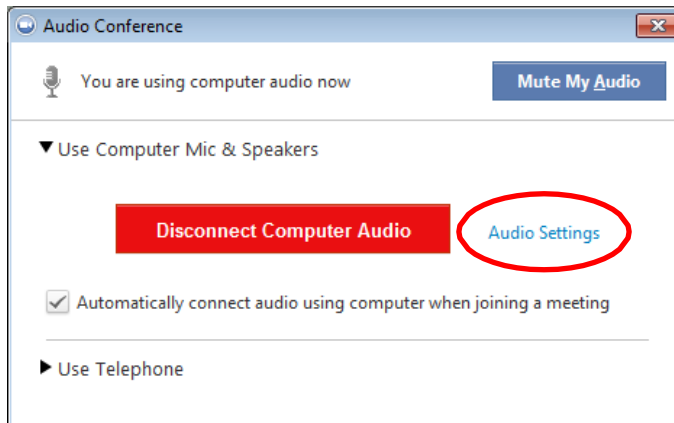 Audio Conference
You are using computer audio now
Mute My Audio
Use Computer Mic & Speakers
Disconnect Computer Audio
Audio Settings
Automatically connect audio using computer when joining a meeting
Use Telephone